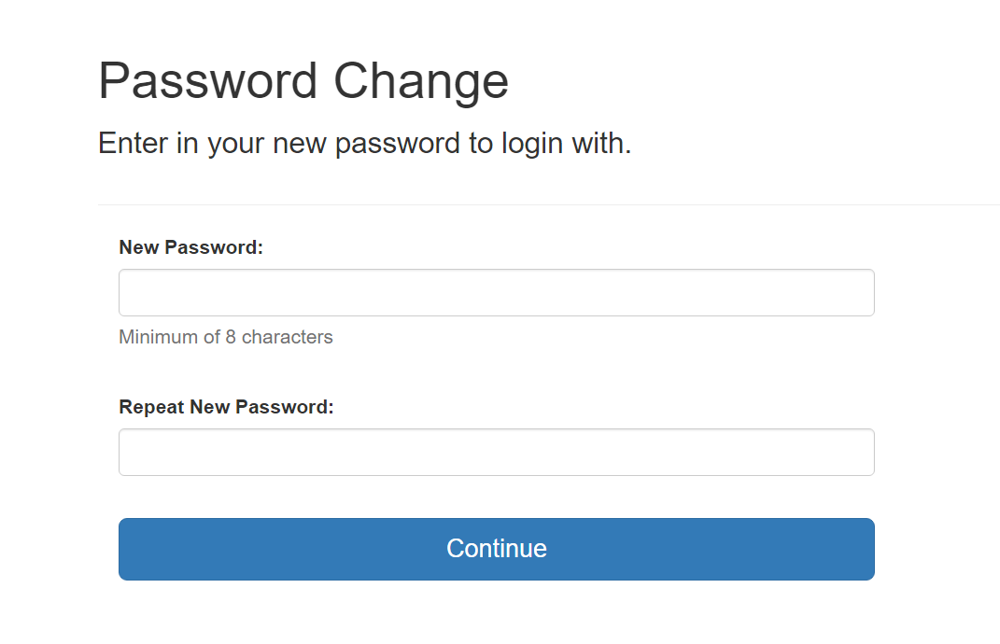 Password Change
Enter in your new password to login with.
New Password:
Minimum of 8 characters
Repeat New Password:
Continue